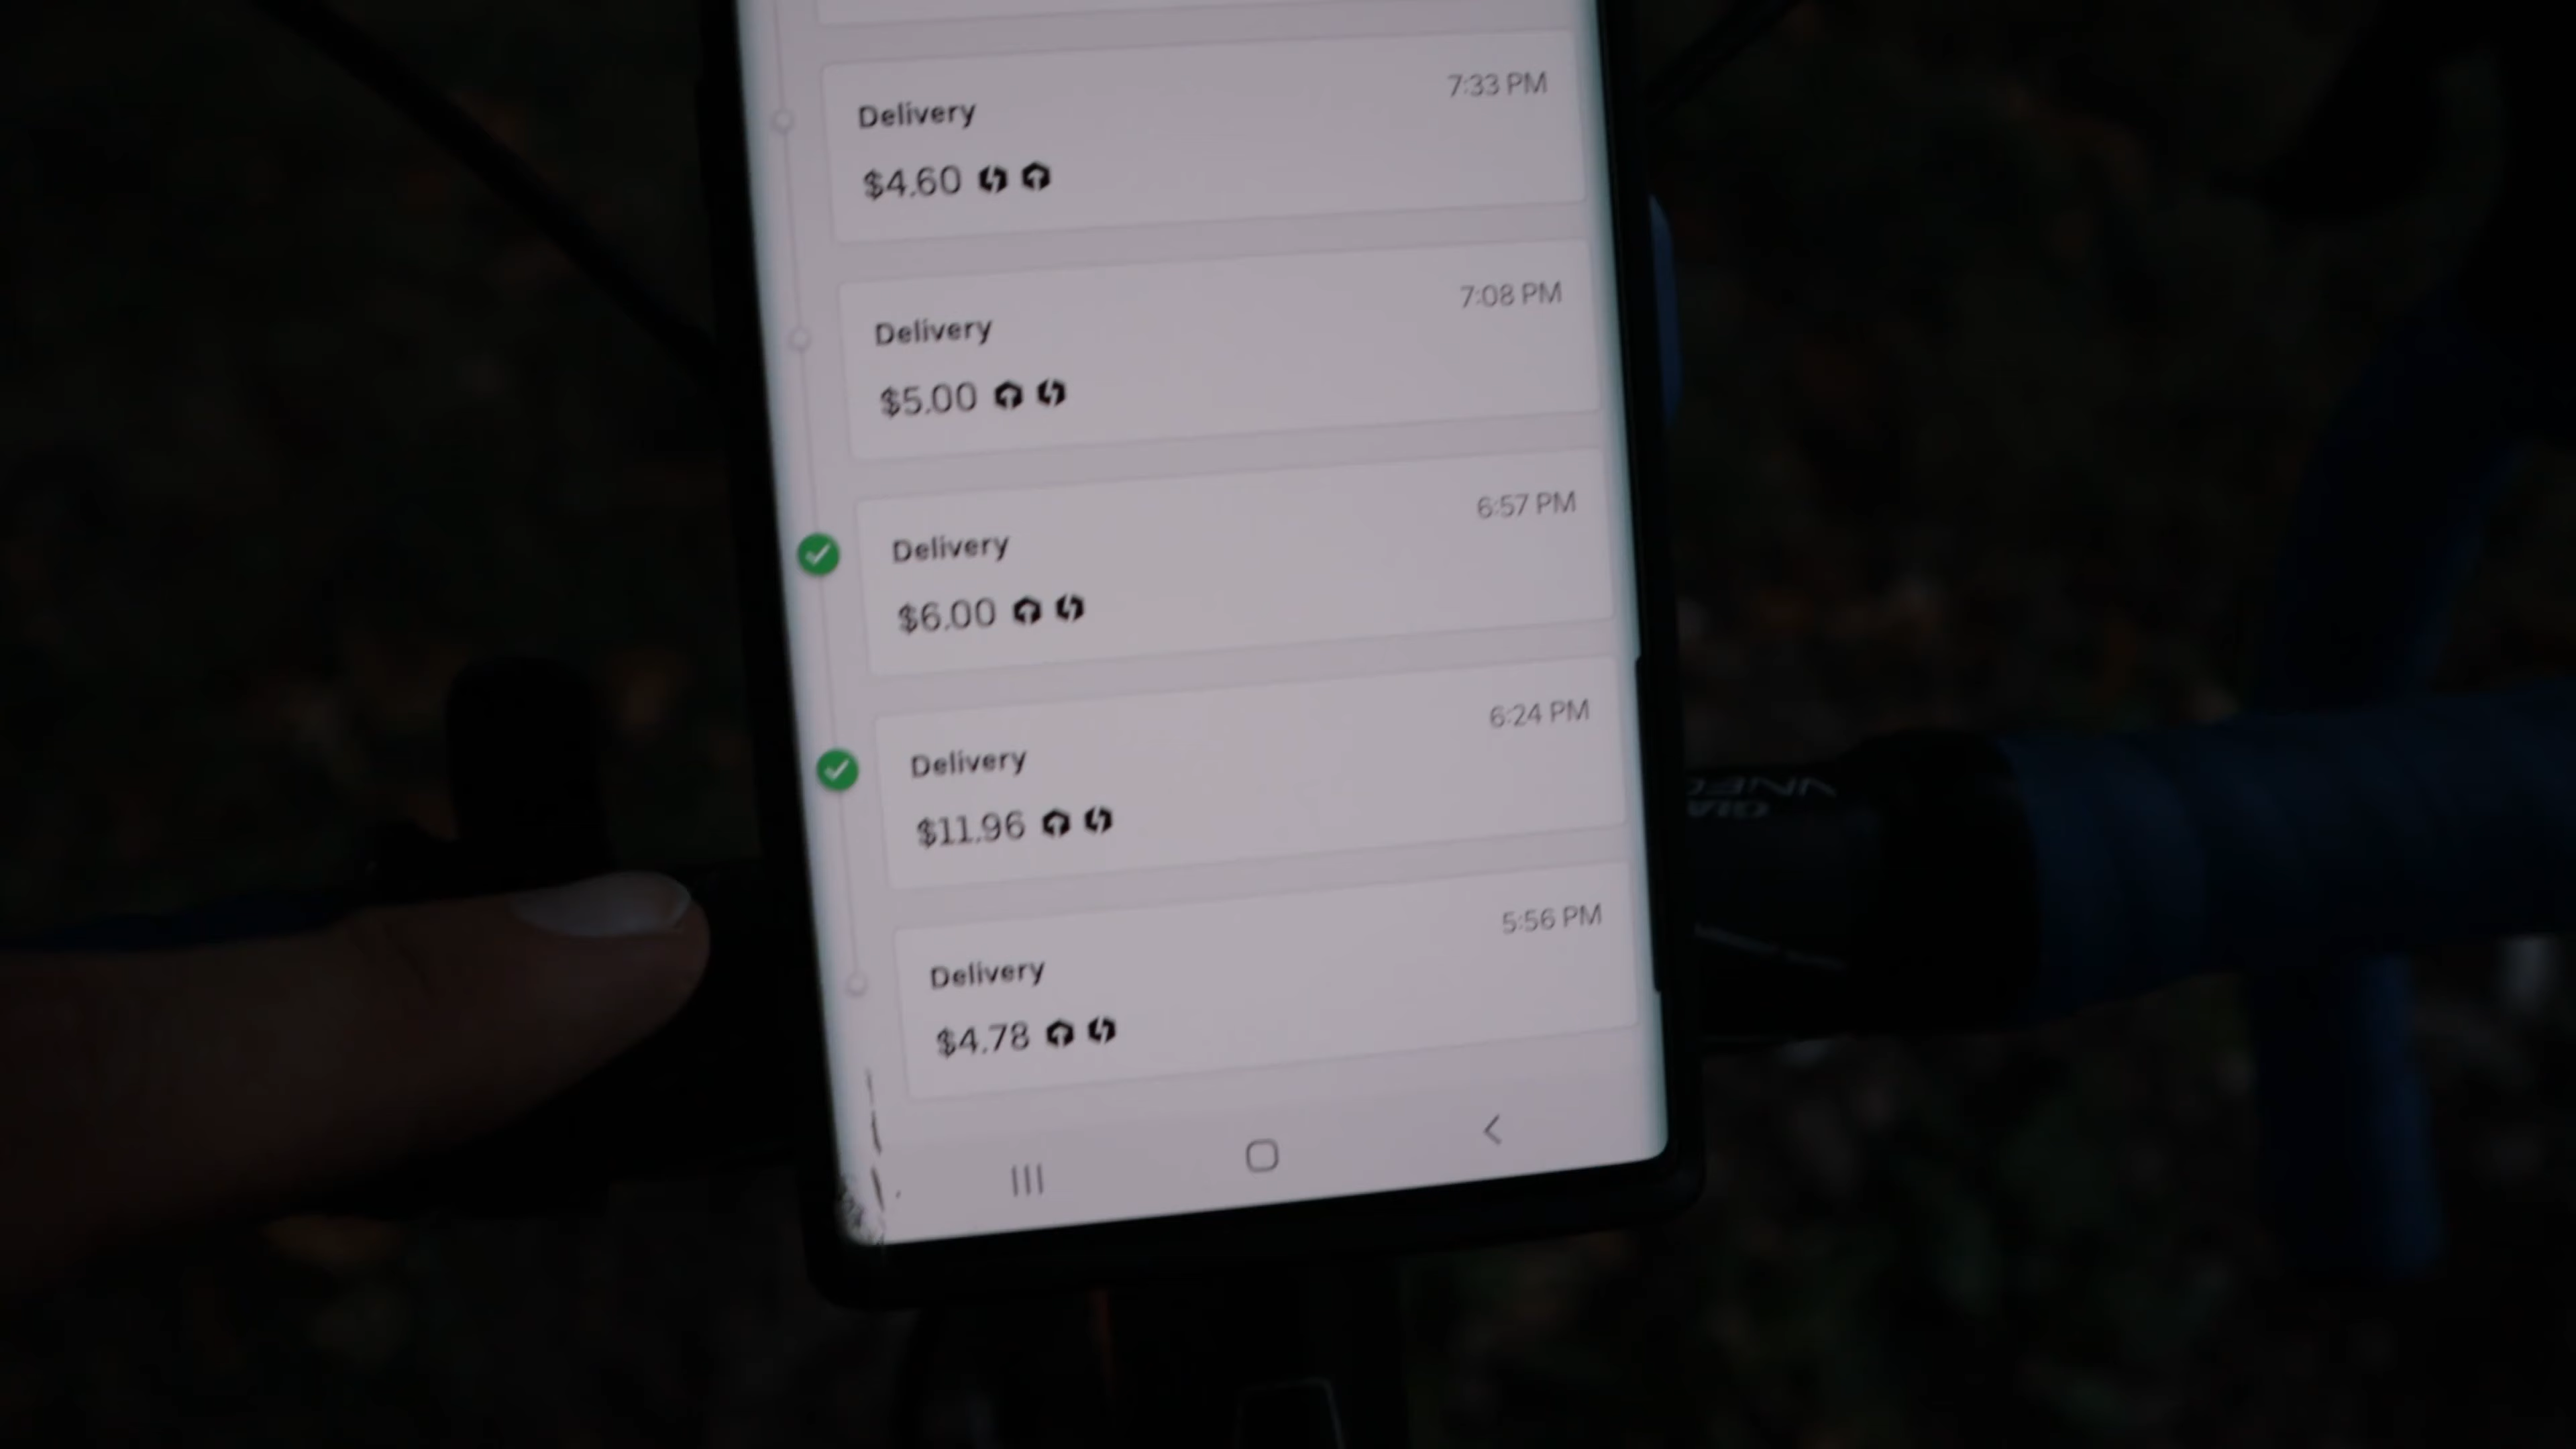 7:33 PM
Delivery
$4.60
7:08 PM
Delivery
$5.00
6:57 PM
Delivery
$6.00
6:24 PM
Delivery
$11.96
5:56 PM
Delivery
$4.78